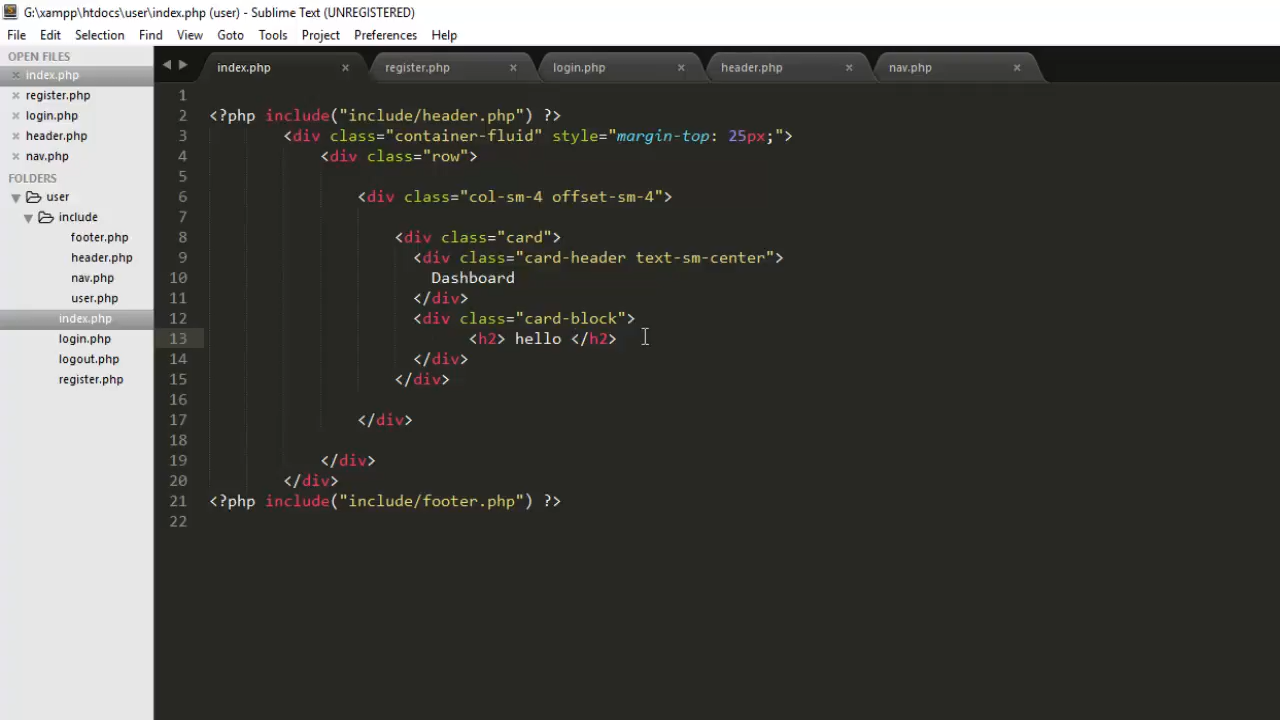 G:\xampp\htdocs\user\index.php (user) - Sublime Text (UNREGISTERED)
File Edit Selection Find View Goto Tools Project Preferences Help
OPEN FILES
index.php
register.php
login.php
header.php
nav.php
FOLDERS
user
include
footer.php
header.php
nav.php
user.php
index.php
login.php
logout.php
register.php
index.php register.php login.php header.php nav.php
1
2 <?php include("include/header.php") ?>
3 <div class="container-fluid" style="margin-top: 25px;">
4 <div class="row">
5
6 <div class="col-sm-4 offset-sm-4">
7
8 <div class="card">
9 <div class="card-header text-sm-center">
10 Dashboard
11 </div>
12 <div class="card-block">
13 <h2> hello </h2>
14 </div>
15 </div>
16
17 </div>
18
19 </div>
20 </div>
21 <?php include("include/footer.php") ?>
22